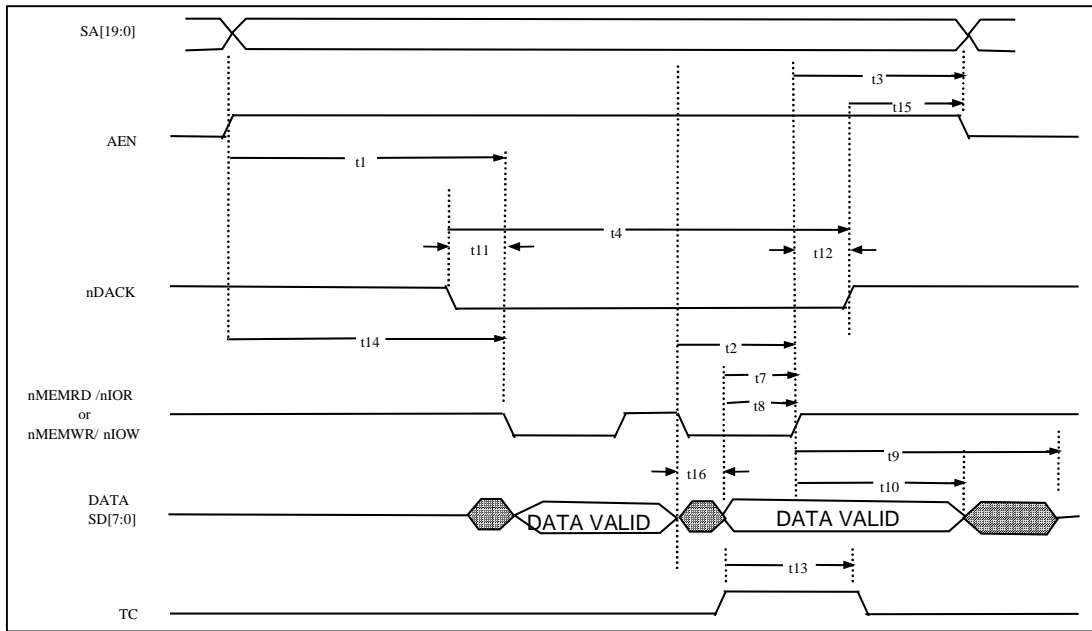 SA[19:0]
t3
t15
AEN
t1
t4
t11
t12
nDACK
t14
t2
t7
nMEMRD /nIOR
t8
or
nMEMWR/ nIOW
t9
t16
t10
DATA
SD[7:0]
DATA VALID
DATA VALID
t13
TC